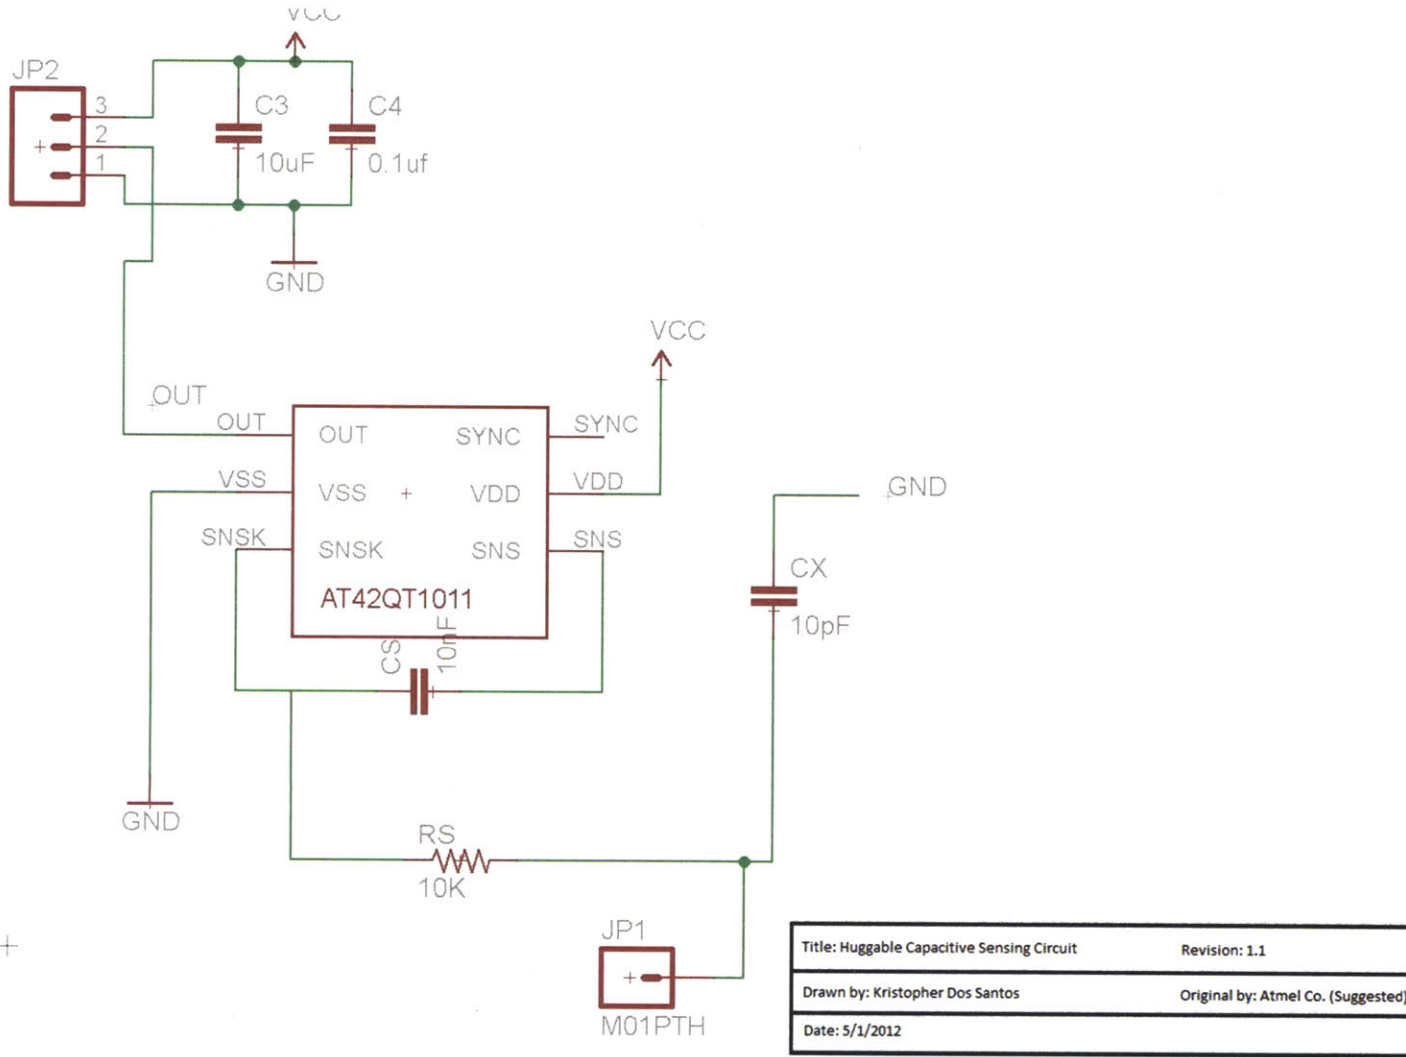 VCC
JP2
3
2
1
C3
10uF
C4
0.1uf
GND
VCC
OUT
OUT
OUT
SYNC
SYNC
VSS
VSS
VDD
VDD
SNSK
SNSK
SNS
SNS
AT42QT1011
CS
10nF
GND
CX
10pF
GND
RS
10K
JP1
M01PTH
Title: Huggable Capacitive Sensing Circuit
Revision: 1.1
Drawn by: Kristopher Dos Santos
Original by: Atmel Co. (Suggested)
Date: 5/1/2012